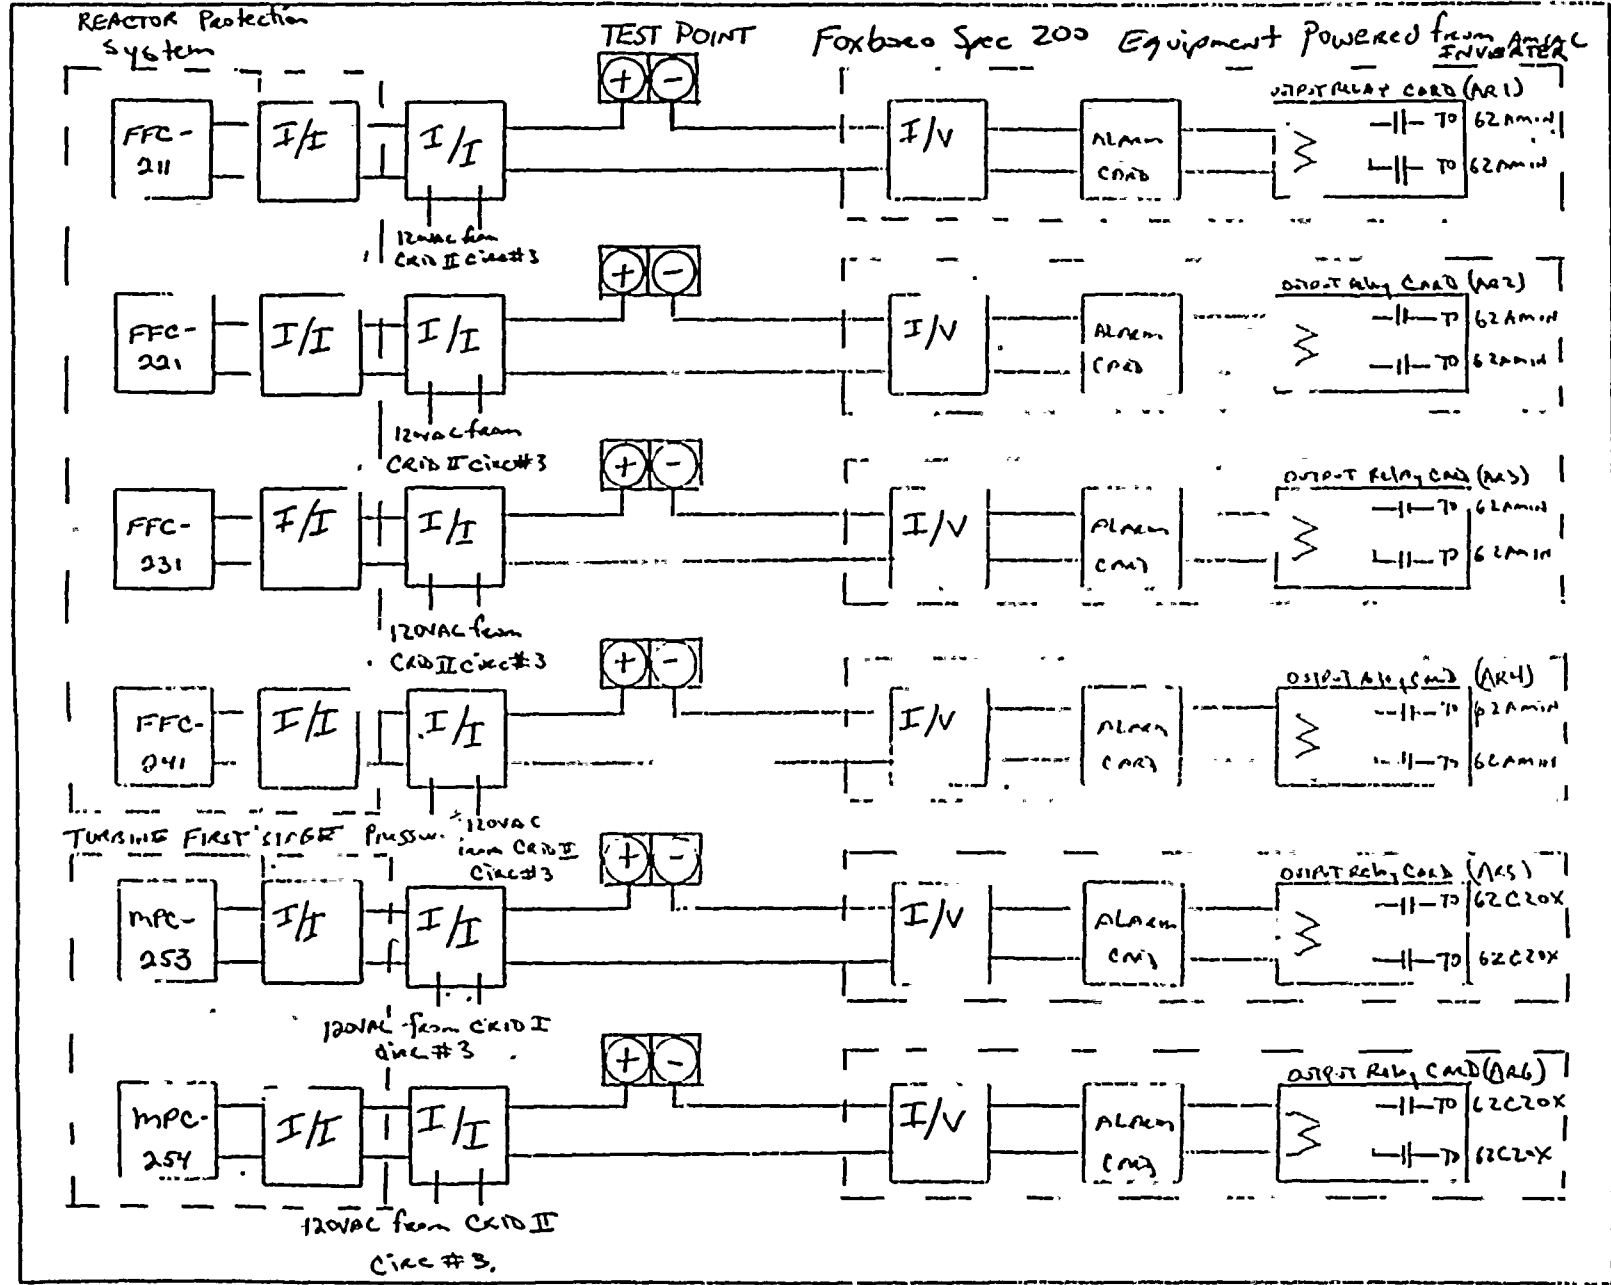 REACTOR Protection
System
TEST POINT
Foxboro Spec 200 Equipment Powered from AMSAC
INVERTER
FFC-
211
I/I
I/I
+ -
I/V
ALARM
CARD
OUTPUT RELAY CARD (AR1)
TO 62AMIN
TO 62AMIN
120VAC from
CRID II Circ #3
FFC-
221
I/I
I/I
+ -
I/V
ALARM
CARD
OUTPUT Relay CARD (AR2)
TO 62AMIN
TO 62AMIN
120VAC from
CRID II Circ #3
FFC-
231
I/I
I/I
+ -
I/V
ALARM
CARD
OUTPUT Relay CARD (AR3)
TO 62AMIN
TO 62AMIN
120VAC from
CRID II Circ #3
FFC-
241
I/I
I/I
+ -
I/V
ALARM
CARD
OUTPUT Relay CARD (AR4)
TO 62AMIN
TO 62AMIN
120VAC
from CRID II
Circ #3
TURBINE FIRST STAGE Pressu.
MPC-
253
I/I
I/I
+ -
I/V
ALARM
CARD
OUTPUT Relay CARD (AR5)
TO 62C20X
TO 62C20X
120VAC from CRID I
Circ #3
MPC-
254
I/I
I/I
+ -
I/V
ALARM
CARD
OUTPUT Relay CARD (AR6)
TO 62C20X
TO 62C20X
120VAC from CRID II
Circ #3.